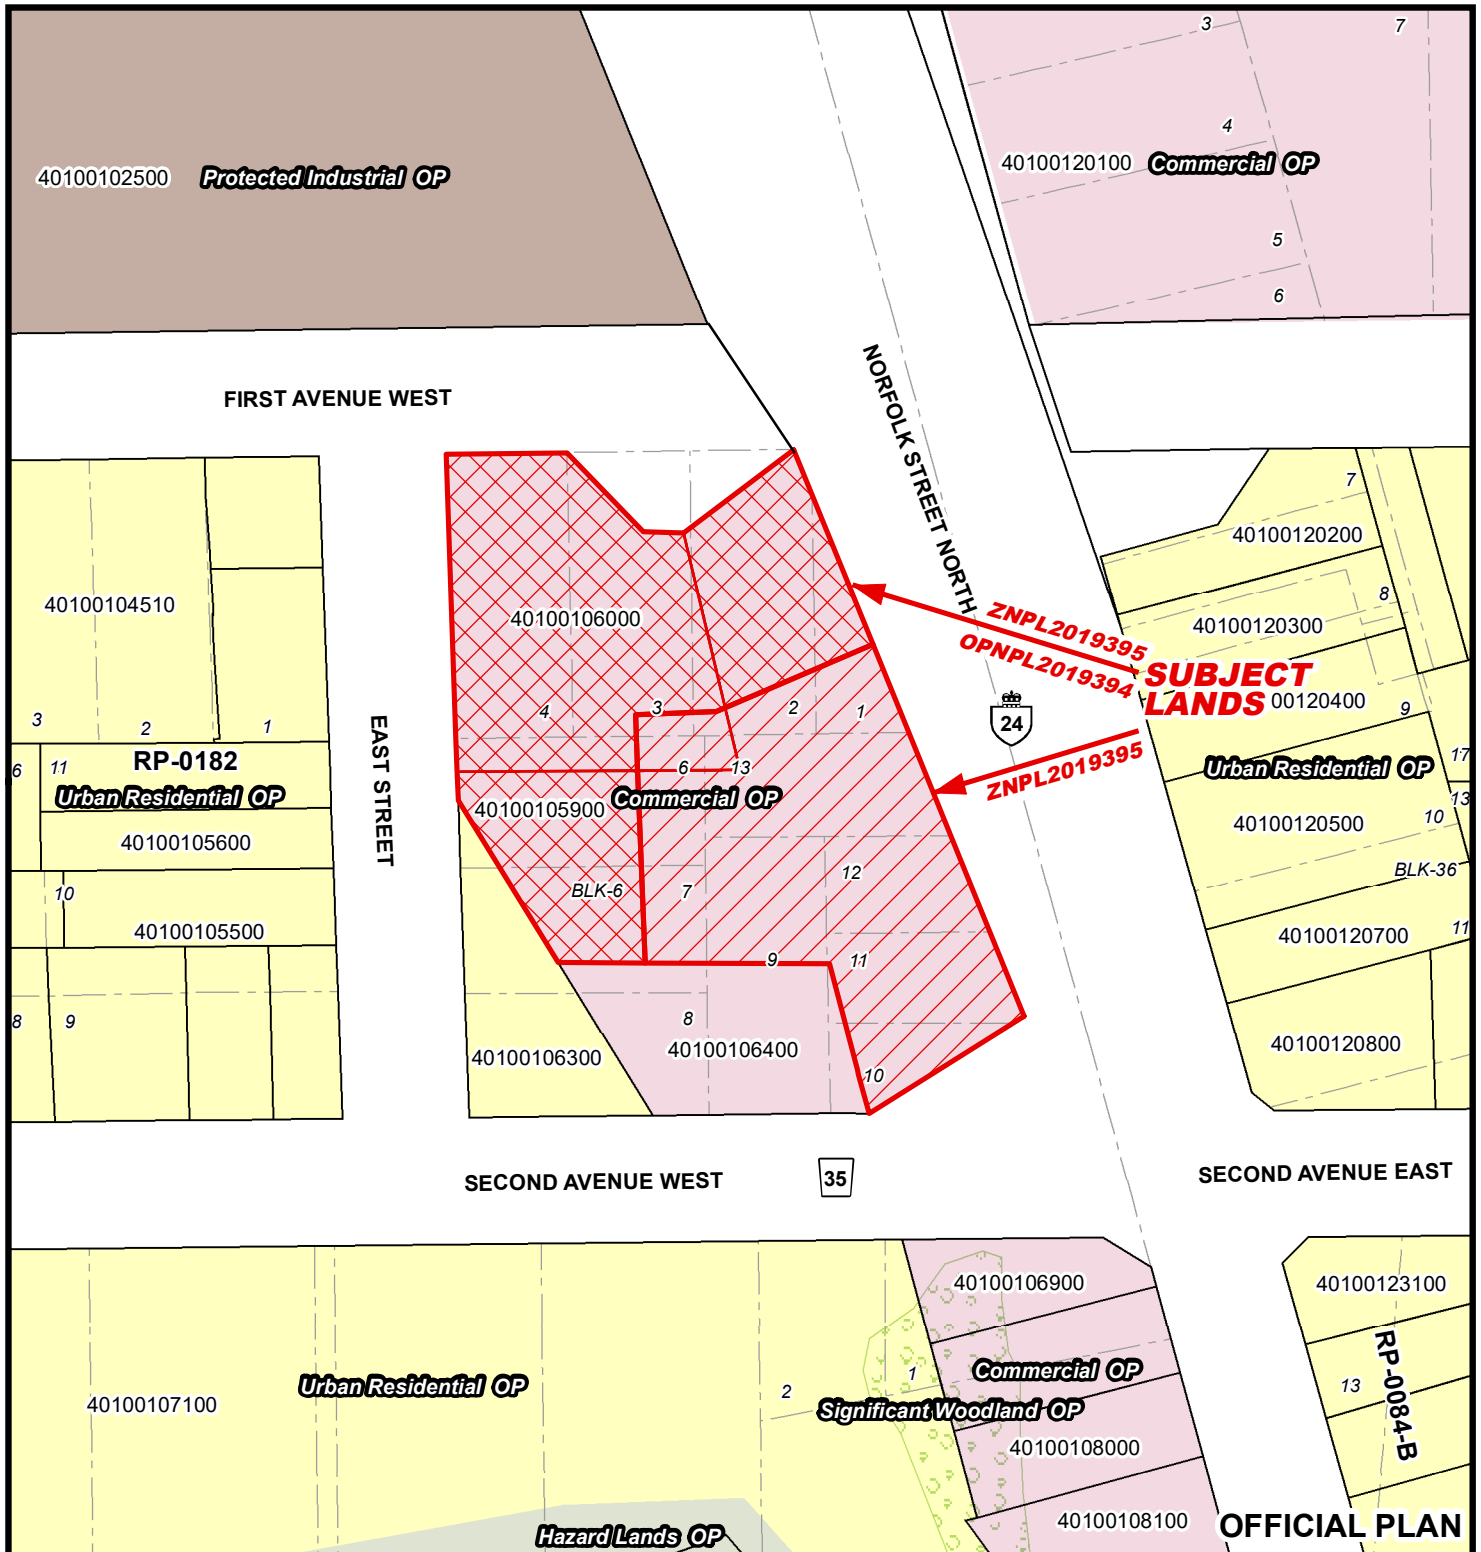 3
7
4
40100102500
Protected Industrial OP
40100120100
Commercial OP
5
6
NORFOLK STREET NORTH
FIRST AVENUE WEST
7
40100120200
40100104510
40100106000
8
40100120300
ZNPL2019395
OPNPL2019394
SUBJECT
LANDS
00120400
3
2
1
4
3
2
1
24
9
EAST STREET
6
11
RP-0182
6
13
ZNPL2019395
Urban Residential OP
17
Urban Residential OP
40100105900
Commercial OP
13
40100105600
40100120500
10
12
BLK-36
10
BLK-6
7
40100105500
40100120700
11
9
11
8
9
8
40100106300
40100106400
40100120800
10
SECOND AVENUE WEST
35
SECOND AVENUE EAST
40100106900
40100123100
RP-0084-B
1
Commercial OP
Urban Residential OP
2
13
40100107100
Significant Woodland OP
40100108000
40100108100
OFFICIAL PLAN
Hazard Lands OP